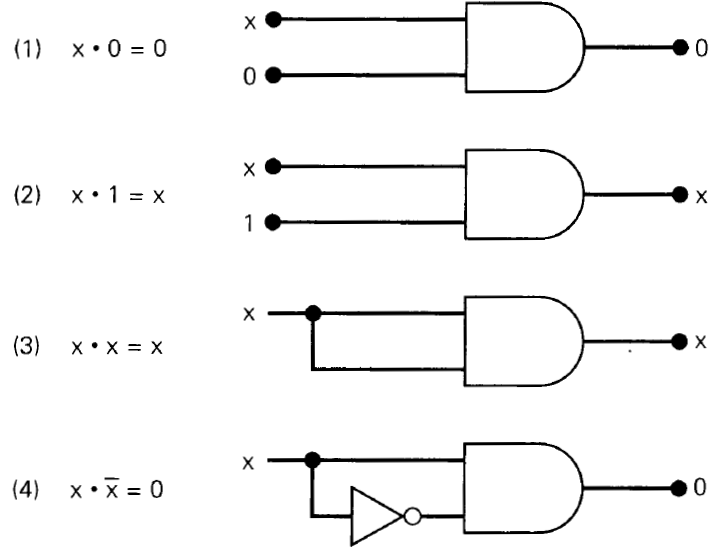 x
(1) x • 0 = 0
0
0
x
(2) x • 1 = x
x
1
x
(3) x • x = x
x
x
(4) x • x̅ = 0
0